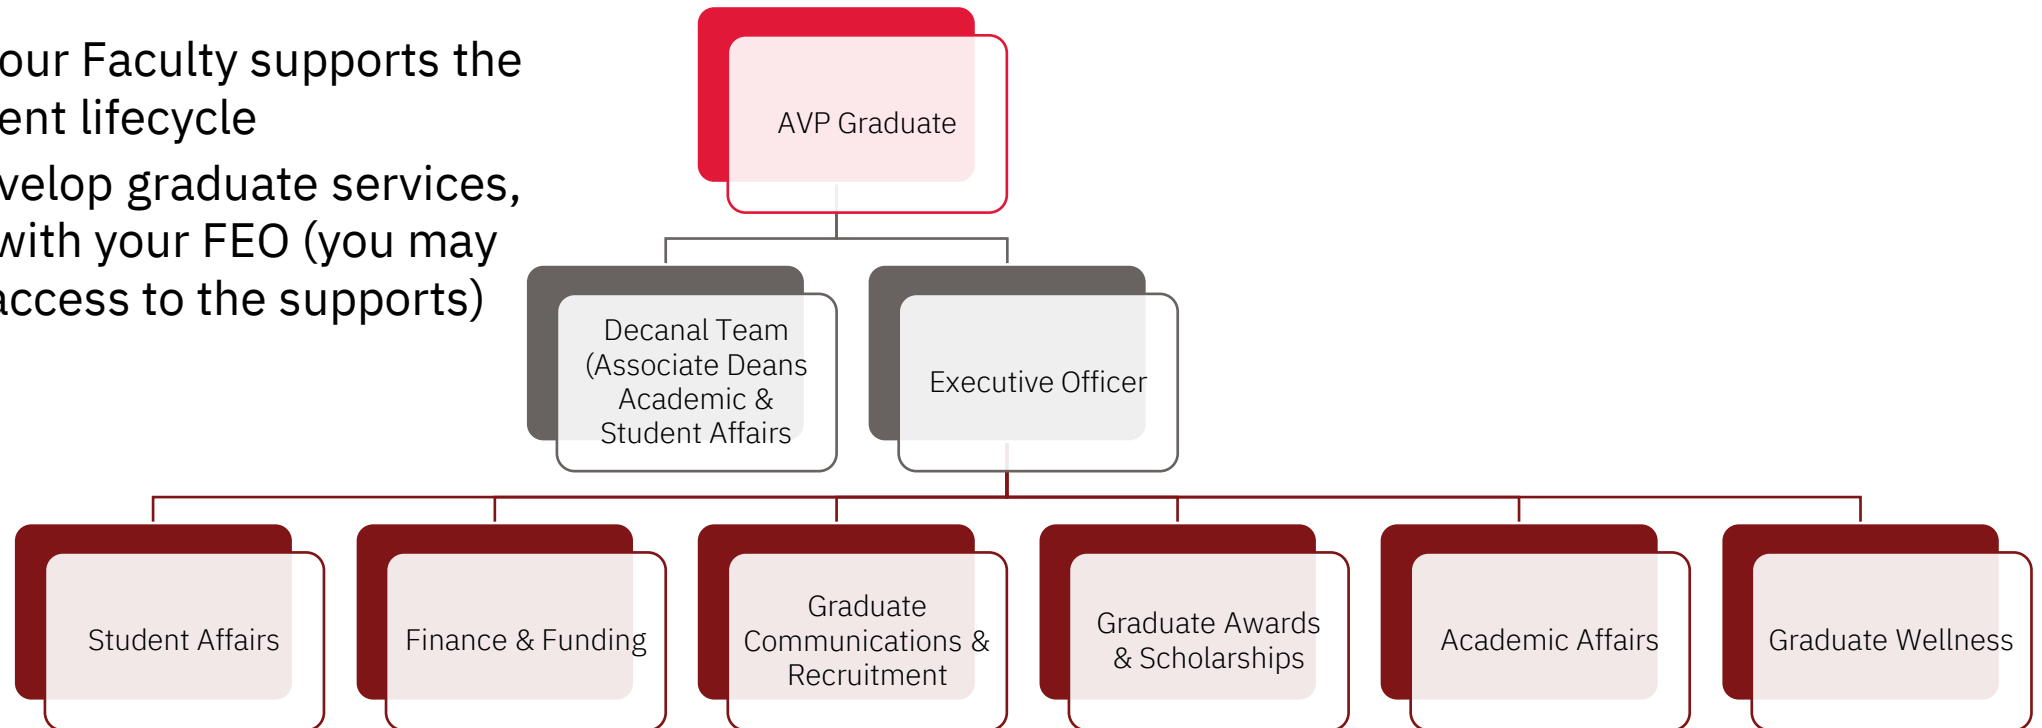 our Faculty supports the
ent lifecycle
velop graduate services,
with your FEO (you may
access to the supports)
AVP Graduate
Decanal Team
(Associate Deans
Academic &
Student Affairs
Executive Officer
Student Affairs
Finance & Funding
Graduate
Communications &
Recruitment
Graduate Awards
& Scholarships
Academic Affairs
Graduate Wellness